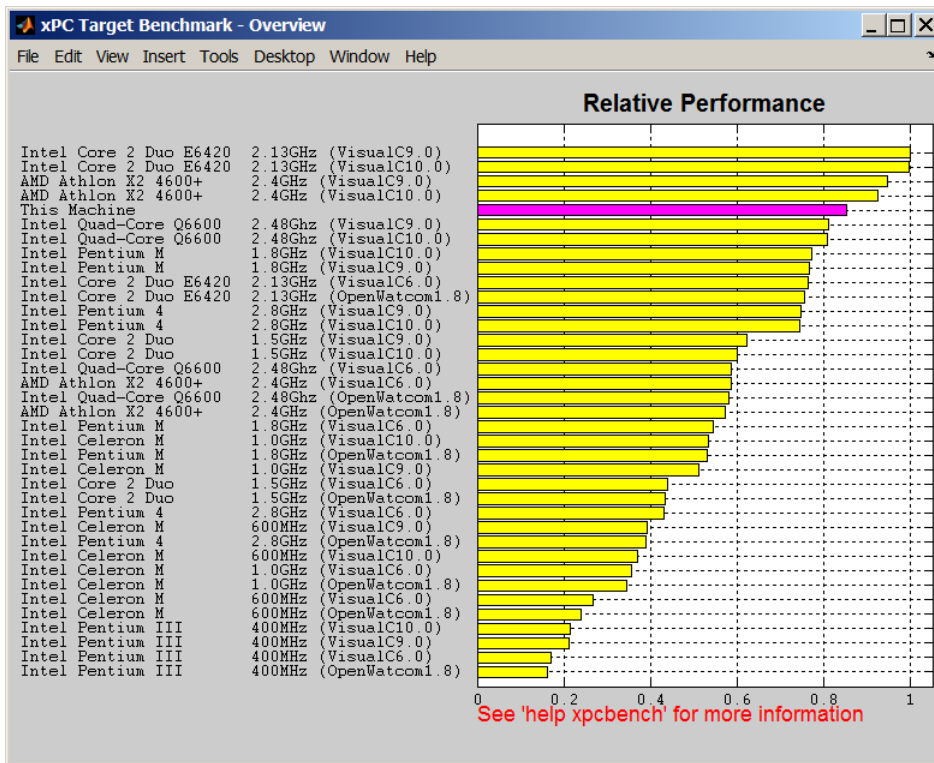 xPC Target Benchmark - Overview
File Edit View Insert Tools Desktop Window Help
Relative Performance
Intel Core 2 Duo E6420 2.13GHz (VisualC9.0)
Intel Core 2 Duo E6420 2.13GHz (VisualC10.0)
AMD Athlon X2 4600+ 2.4GHz (VisualC9.0)
AMD Athlon X2 4600+ 2.4GHz (VisualC10.0)
This Machine
Intel Quad-Core Q6600 2.48Ghz (VisualC9.0)
Intel Quad-Core Q6600 2.48Ghz (VisualC10.0)
Intel Pentium M 1.8GHz (VisualC10.0)
Intel Pentium M 1.8GHz (VisualC9.0)
Intel Core 2 Duo E6420 2.13GHz (VisualC6.0)
Intel Core 2 Duo E6420 2.13GHz (OpenWatcom1.8)
Intel Pentium 4 2.8GHz (VisualC9.0)
Intel Pentium 4 2.8GHz (VisualC10.0)
Intel Core 2 Duo 1.5GHz (VisualC9.0)
Intel Core 2 Duo 1.5GHz (VisualC10.0)
Intel Quad-Core Q6600 2.48Ghz (VisualC6.0)
AMD Athlon X2 4600+ 2.4GHz (VisualC6.0)
Intel Quad-Core Q6600 2.48Ghz (OpenWatcom1.8)
AMD Athlon X2 4600+ 2.4GHz (OpenWatcom1.8)
Intel Pentium M 1.8GHz (VisualC6.0)
Intel Celeron M 1.0GHz (VisualC10.0)
Intel Pentium M 1.8GHz (OpenWatcom1.8)
Intel Celeron M 1.0GHz (VisualC9.0)
Intel Core 2 Duo 1.5GHz (VisualC6.0)
Intel Core 2 Duo 1.5GHz (OpenWatcom1.8)
Intel Pentium 4 2.8GHz (VisualC6.0)
Intel Celeron M 600MHz (VisualC9.0)
Intel Pentium 4 2.8GHz (OpenWatcom1.8)
Intel Celeron M 600MHz (VisualC10.0)
Intel Celeron M 1.0GHz (VisualC6.0)
Intel Celeron M 1.0GHz (OpenWatcom1.8)
Intel Celeron M 600MHz (VisualC6.0)
Intel Celeron M 600MHz (OpenWatcom1.8)
Intel Pentium III 400MHz (VisualC10.0)
Intel Pentium III 400MHz (VisualC9.0)
Intel Pentium III 400MHz (VisualC6.0)
Intel Pentium III 400MHz (OpenWatcom1.8)
0 0.2 0.4 0.6 0.8 1
See 'help xpcbench' for more information